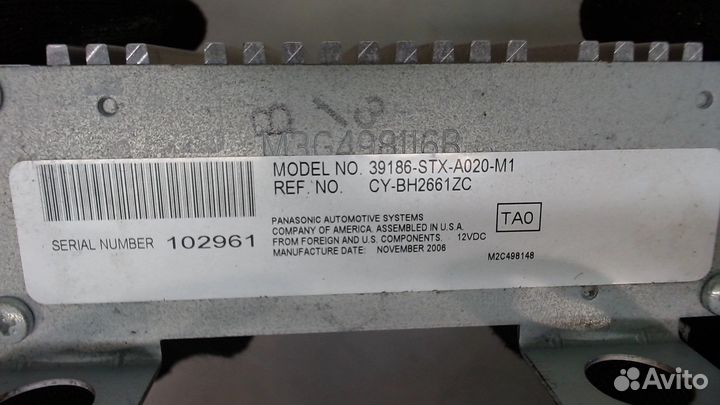 B 13
M3G498116B
MODEL NO. 39186-STX-A020-M1
REF. NO. CY-BH2661ZC
PANASONIC AUTOMOTIVE SYSTEMS
COMPANY OF AMERICA. ASSEMBLED IN U.S.A.
FROM FOREIGN AND U.S. COMPONENTS. 12VDC
MANUFACTURE DATE: NOVEMBER 2006
TA0
M2C498148
SERIAL NUMBER 102961
Avito